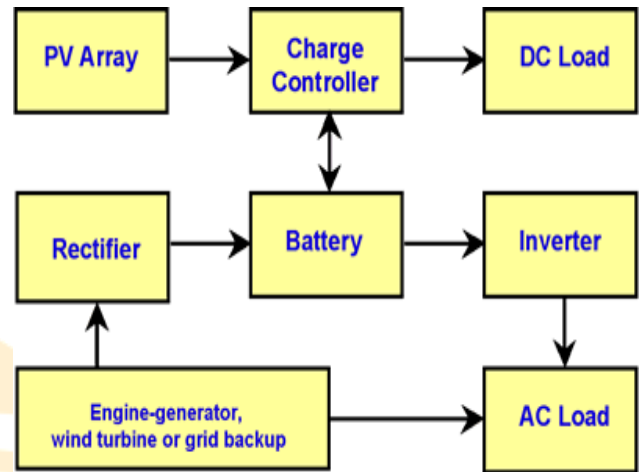 PV Array
Charge
Controller
DC Load
Rectifier
Battery
Inverter
Engine-generator,
wind turbine or grid backup
AC Load